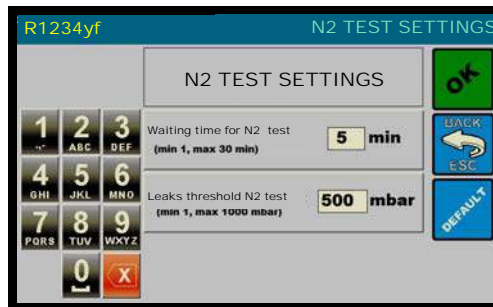 R1234yf N2 TEST SETTINGS
N2 TEST SETTINGS
OK
1 2 3
ABC DEF
Waiting time for N2 test
(min 1, max 30 min)
5 min
BACK
ESC
4 5 6
GHI JKL MNO
Leaks threshold N2 test
(min 1, max 1000 mbar)
500 mbar
DEFAULT
7 8 9
PQRS TUV WXYZ
0 X